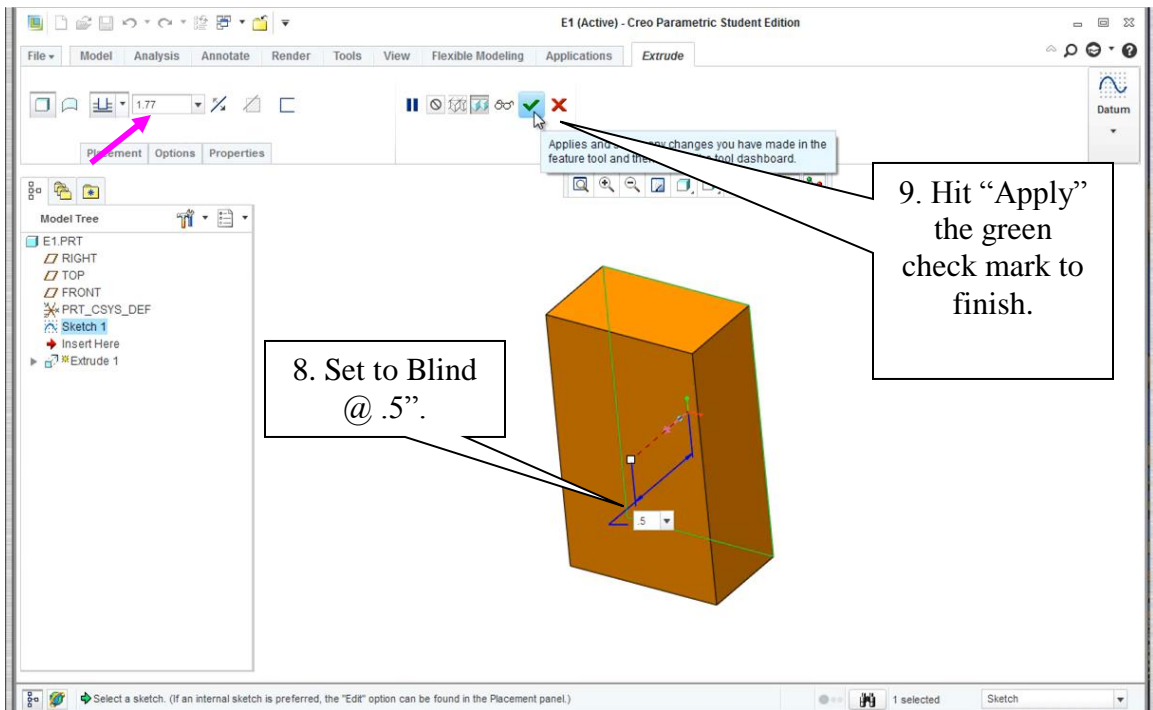 E1 (Active) - Creo Parametric Student Edition
File Model Analysis Annotate Render Tools View Flexible Modeling Applications Extrude
1.77
Datum
Placement Options Properties
Applies and any changes you have made in the
feature tool and then tool dashboard.
9. Hit “Apply”
the green
check mark to
finish.
Model Tree
E1.PRT
RIGHT
TOP
FRONT
PRT_CSYS_DEF
Sketch 1
Insert Here
Extrude 1
8. Set to Blind
@ .5”.
.5
Select a sketch. (If an internal sketch is preferred, the "Edit" option can be found in the Placement panel.)
1 selected
Sketch